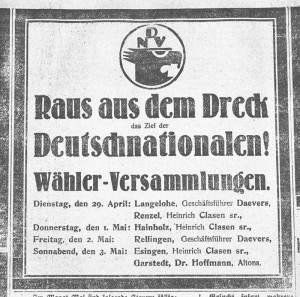 D
N V
P
Raus aus dem Dreck
das Ziel der
Deutschnationalen!
Wähler-Versammlungen.
Dienstag, den 29. April: Langelohe, Geschäftsführer Daevers,
Renzel, Heinrich Clasen sr.,
Donnerstag, den 1. Mai: Hainholz, Heinrich Clasen sr.,
Freitag, den 2. Mai: Rellingen, Geschäftsführer Daevers,
Sonnabend, den 3. Mai: Esingen, Heinrich Clasen sr.,
Garstedt, Dr. Hoffmann, Altona.